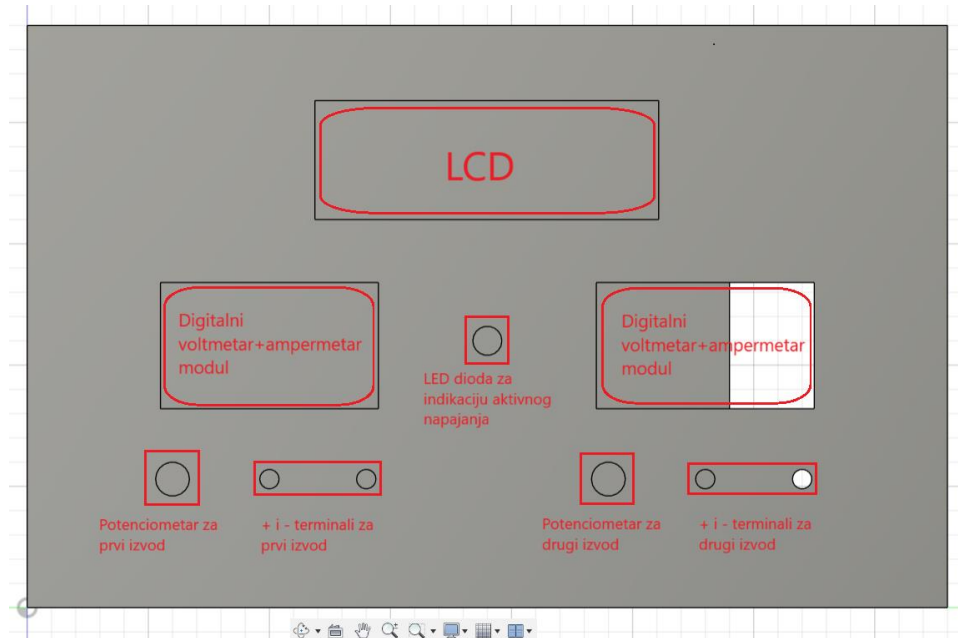 LCD
Digitalni
voltmetar+ampermetar
modul
Digitalni
voltmetar+ampermetar
modul
LED dioda za
indikaciju aktivnog
napajanja
Potenciometar za
prvi izvod
+ i - terminali za
prvi izvod
Potenciometar za
drugi izvod
+ i - terminali za
drugi izvod